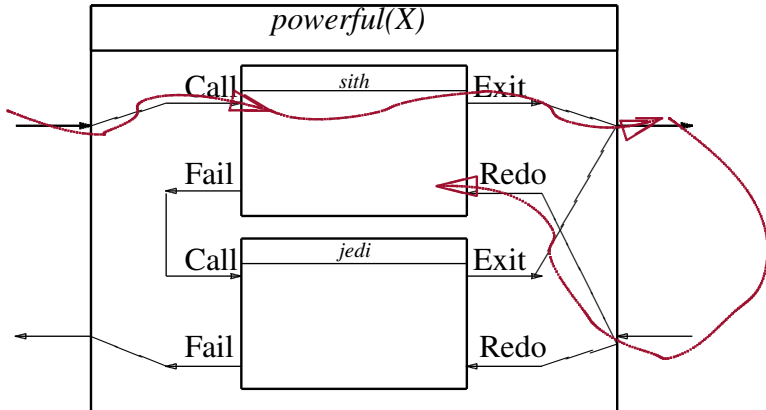 powerful(X)
Call sith Exit
Fail Redo
Call jedi Exit
Fail Redo